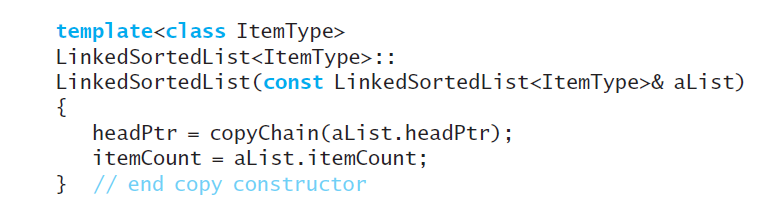 template<class ItemType>
LinkedSortedList<ItemType>::
LinkedSortedList(const LinkedSortedList<ItemType>& aList)
{
   headPtr = copyChain(aList.headPtr);
   itemCount = aList.itemCount;
}  // end copy constructor